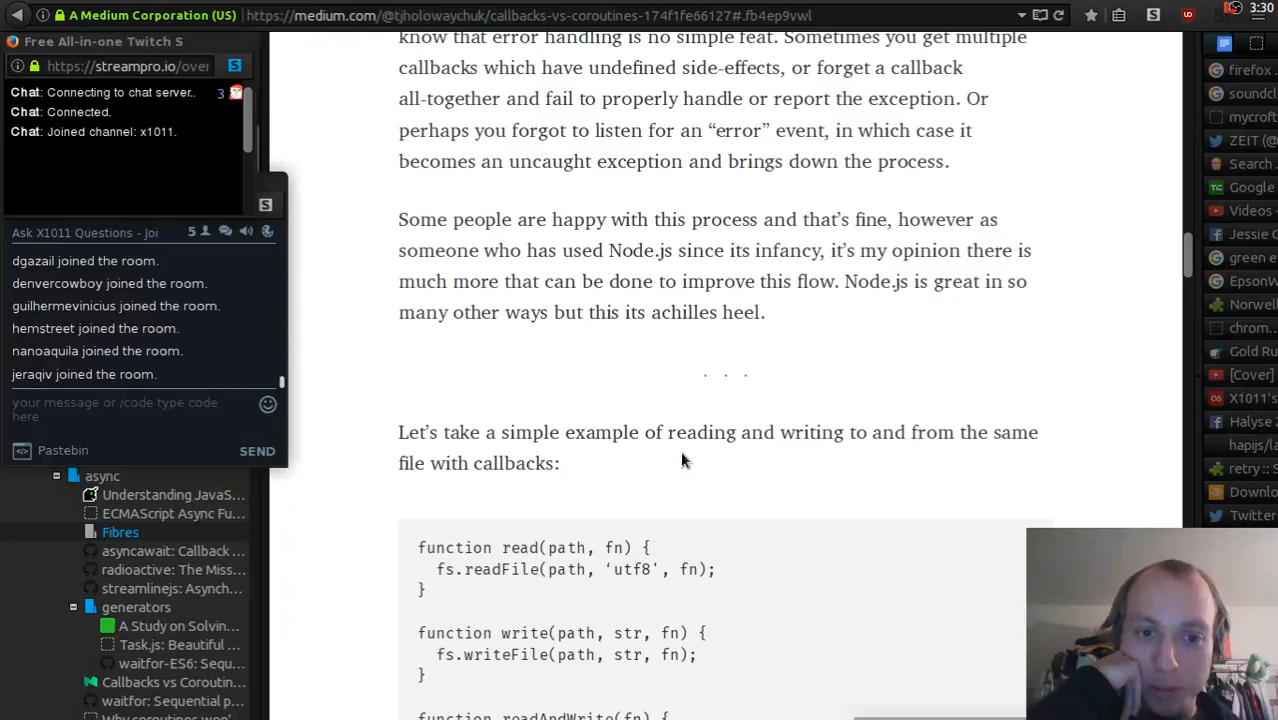 A Medium Corporation (US)
https://medium.com/@tjholowaychuk/callbacks-vs-coroutines-174f1fe66127#.fb4ep9vwl
3:30
Free All-in-one Twitch S
https://streampro.io/over
Chat: Connecting to chat server.. 3
Chat: Connected.
Chat: Joined channel: x1011.
Ask X1011 Questions - Joi 5
dgazail joined the room.
denvercowboy joined the room.
guilhermevinicius joined the room.
hemstreet joined the room.
nanoaquila joined the room.
jeraqiv joined the room.
your message or /code type code
here
Pastebin SEND
async
Understanding JavaS...
ECMAScript Async Fu...
Fibres
asyncawait: Callback ...
radioactive: The Miss...
streamlinejs: Asynch...
generators
A Study on Solvin...
Task.js: Beautiful ...
waitfor-ES6: Sequ...
Callbacks vs Coroutin...
waitfor: Sequential p...
Why coroutines won'...
know that error handling is no simple feat. Sometimes you get multiple
callbacks which have undefined side-effects, or forget a callback
all-together and fail to properly handle or report the exception. Or
perhaps you forgot to listen for an “error” event, in which case it
becomes an uncaught exception and brings down the process.
Some people are happy with this process and that’s fine, however as
someone who has used Node.js since its infancy, it’s my opinion there is
much more that can be done to improve this flow. Node.js is great in so
many other ways but this its achilles heel.
. . .
Let’s take a simple example of reading and writing to and from the same
file with callbacks:
function read(path, fn) {
fs.readFile(path, ‘utf8', fn);
}
function write(path, str, fn) {
fs.writeFile(path, str, fn);
}
function readAndWrite(fn) {
firefox .
soundcl
mycroft
ZEIT (@
Search .
Google
Videos -
Jessie C
green e
EpsonW
Norwell
chrom..
Gold Ru
[Cover]
X1011's
Halyse .
hapijs/l
retry :: S
Downlo
Twitter